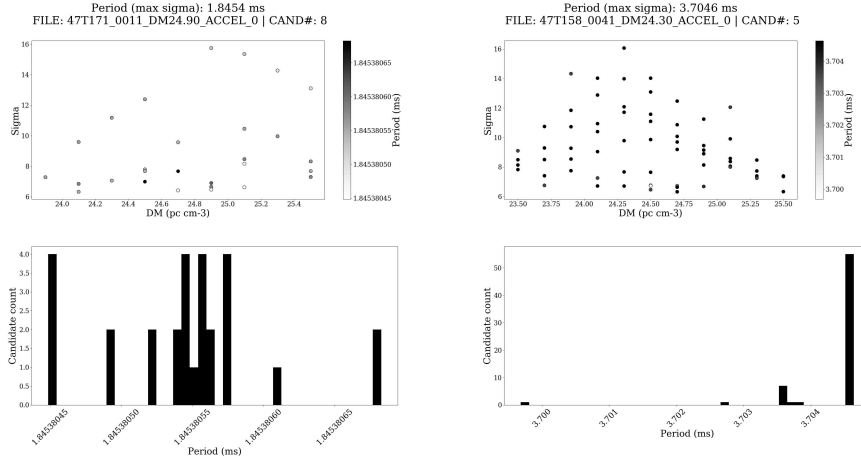 Period (max sigma): 1.8454 ms
FILE: 47T171_0011_DM24.90_ACCEL_0 | CAND#: 8
16
14
12
10
8
6
Sigma
24.0 24.2 24.4 24.6 24.8 25.0 25.2 25.4
DM (pc cm-3)
1.84538060
1.84538060
1.84538055
1.84538050
1.84538045
Period (ms)
Period (max sigma): 3.7046 ms
FILE: 47T158_0041_DM24.30_ACCEL_0 | CAND#: 5
16
14
12
10
8
6
Sigma
23.50 23.75 24.00 24.25 24.50 24.75 25.00 25.25 25.50
DM (pc cm-3)
3.704
3.703
3.702
3.701
3.700
Period (ms)
4.0
3.5
3.0
2.5
2.0
1.5
1.0
0.5
0.0
Candidate count
1.84538045 1.84538050 1.84538055 1.84538060 1.84538065
Period (ms)
50
40
30
20
10
0
Candidate count
3.700 3.701 3.702 3.703 3.704
Period (ms)